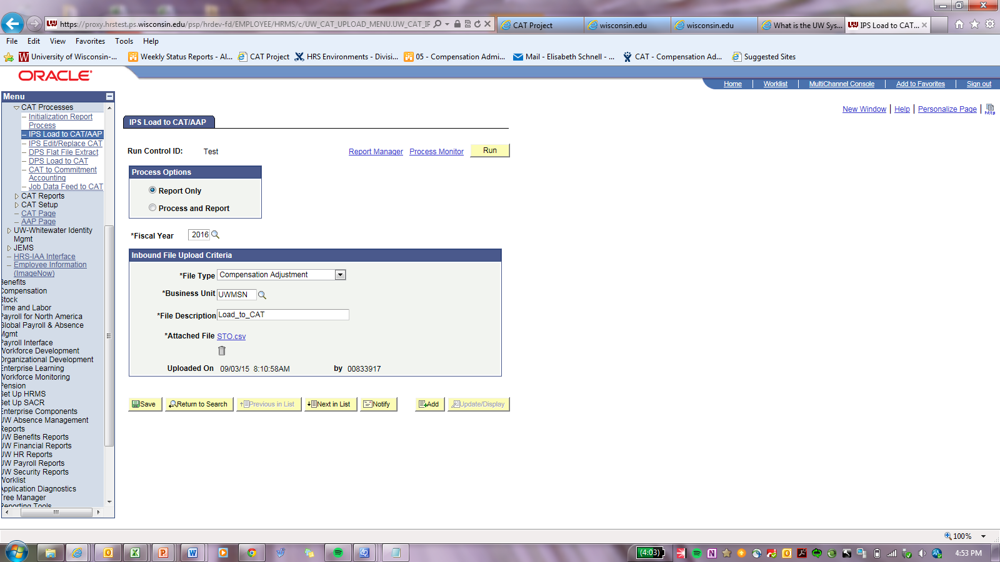 https://proxy.hrstest.ps.wisconsin.edu/psp/hrdev-fd/EMPLOYEE/HRMS/c/UW_CAT_UPLOAD_MENU.UW_CAT_IF
CAT Project
wisconsin.edu
wisconsin.edu
What is the UW Sys...
IPS Load to CAT...
File Edit View Favorites Tools Help
University of Wisconsin-...
Weekly Status Reports - Al...
CAT Project
HRS Environments - Divisi...
05 - Compensation Admi...
Mail - Elisabeth Schnell - ...
CAT - Compensation Ad...
Suggested Sites
ORACLE
Home
Worklist
MultiChannel Console
Add to Favorites
Sign out
Menu
CAT Processes
Initialization Report
Process
IPS Load to CAT/AAP
IPS Edit/Replace CAT
DPS Flat File Extract
DPS Load to CAT
CAT to Commitment
Accounting
Job Data Feed to CAT
CAT Reports
CAT Setup
CAT Page
AAP Page
UW-Whitewater Identity
Mgmt
JEMS
HRS-IAA Interface
Employee Information
(ImageNow)
Benefits
Compensation
Stock
Time and Labor
Payroll for North America
Global Payroll & Absence
Mgmt
Payroll Interface
Workforce Development
Organizational Development
Enterprise Learning
Workforce Monitoring
Pension
Set Up HRMS
Set Up SACR
Enterprise Components
UW Absence Management
Reports
UW Benefits Reports
UW Financial Reports
UW HR Reports
UW Payroll Reports
UW Security Reports
Worklist
Application Diagnostics
Tree Manager
Reporting Tools
New Window | Help | Personalize Page |
http
IPS Load to CAT/AAP
Run Control ID: Test
Report Manager
Process Monitor
Run
Process Options
Report Only
Process and Report
*Fiscal Year 2016
Inbound File Upload Criteria
*File Type Compensation Adjustment
*Business Unit UWMSN
*File Description Load_to_CAT
*Attached File STO.csv
Uploaded On 09/03/15 8:10:58AM by 00833917
Save
Return to Search
Previous in List
Next in List
Notify
Add
Update/Display
100%
(4:03)
4:53 PM